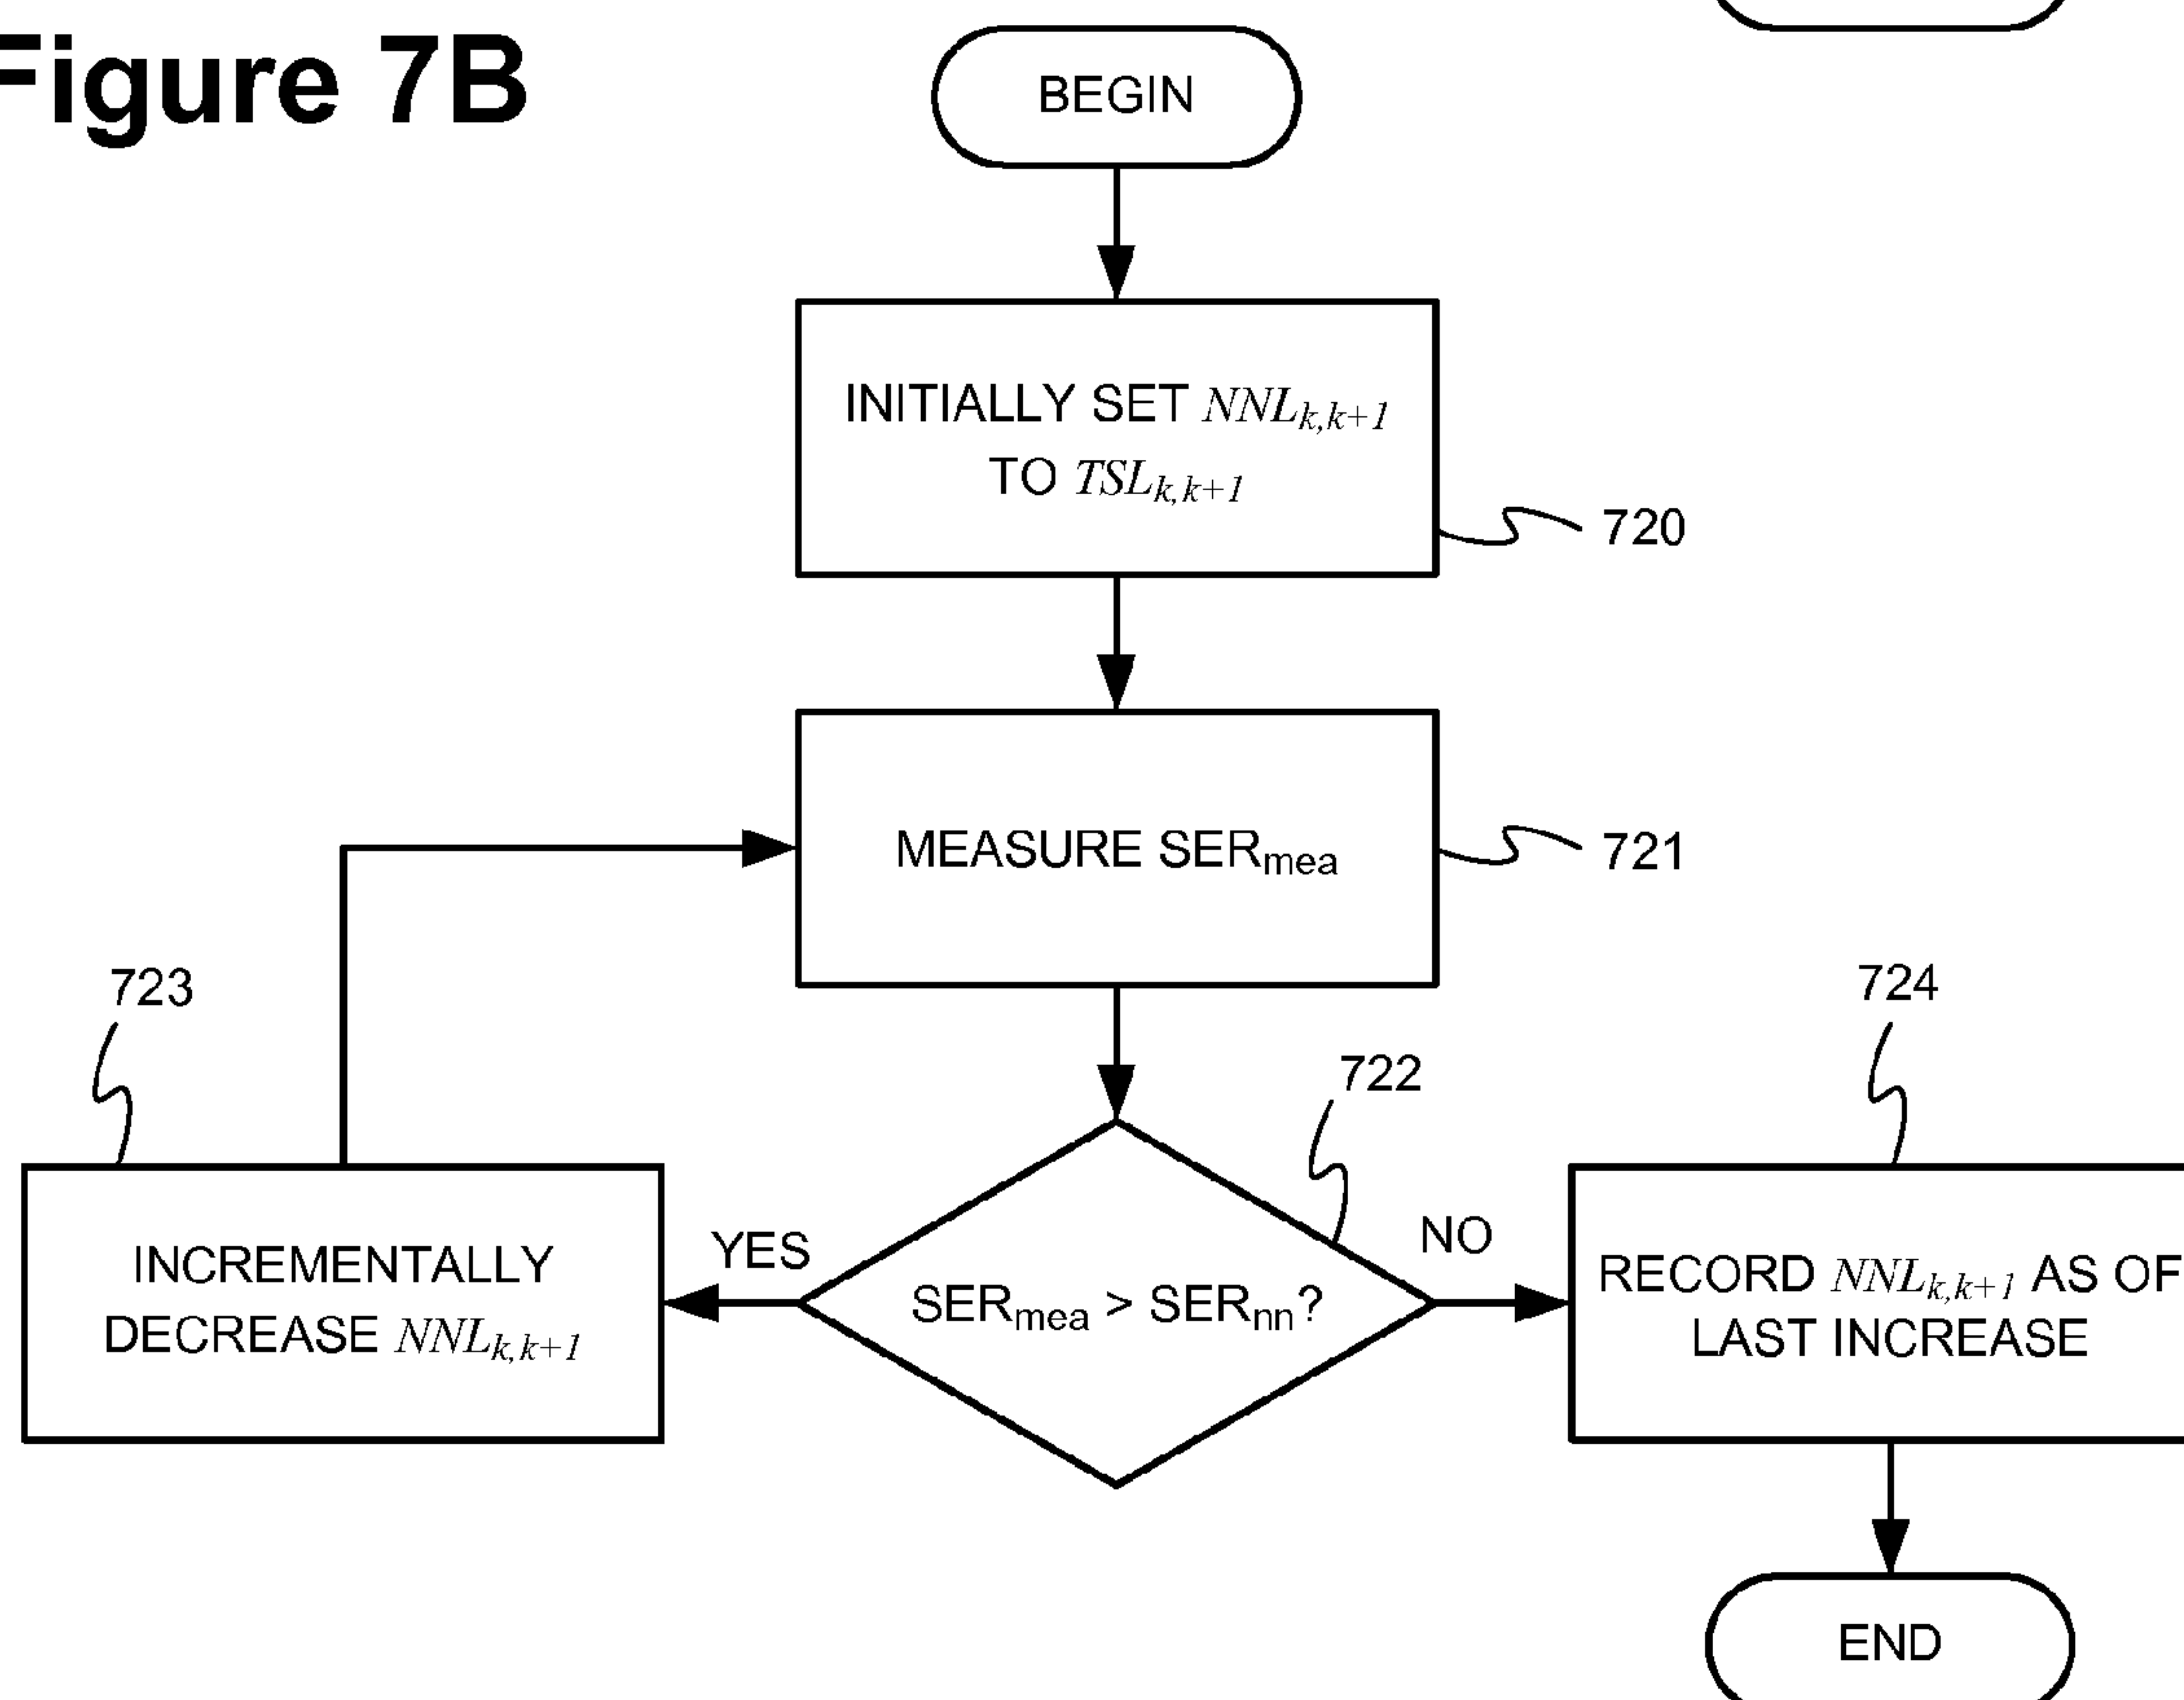 Figure 7B
BEGIN
INITIALLY SET NNLk,k+1
TO TSLk,k+1
720
MEASURE SERmea
721
723
724
722
INCREMENTALLY
DECREASE NNLk,k+1
YES
SERmea > SERnn?
NO
RECORD NNLk,k+1 AS OF
LAST INCREASE
END